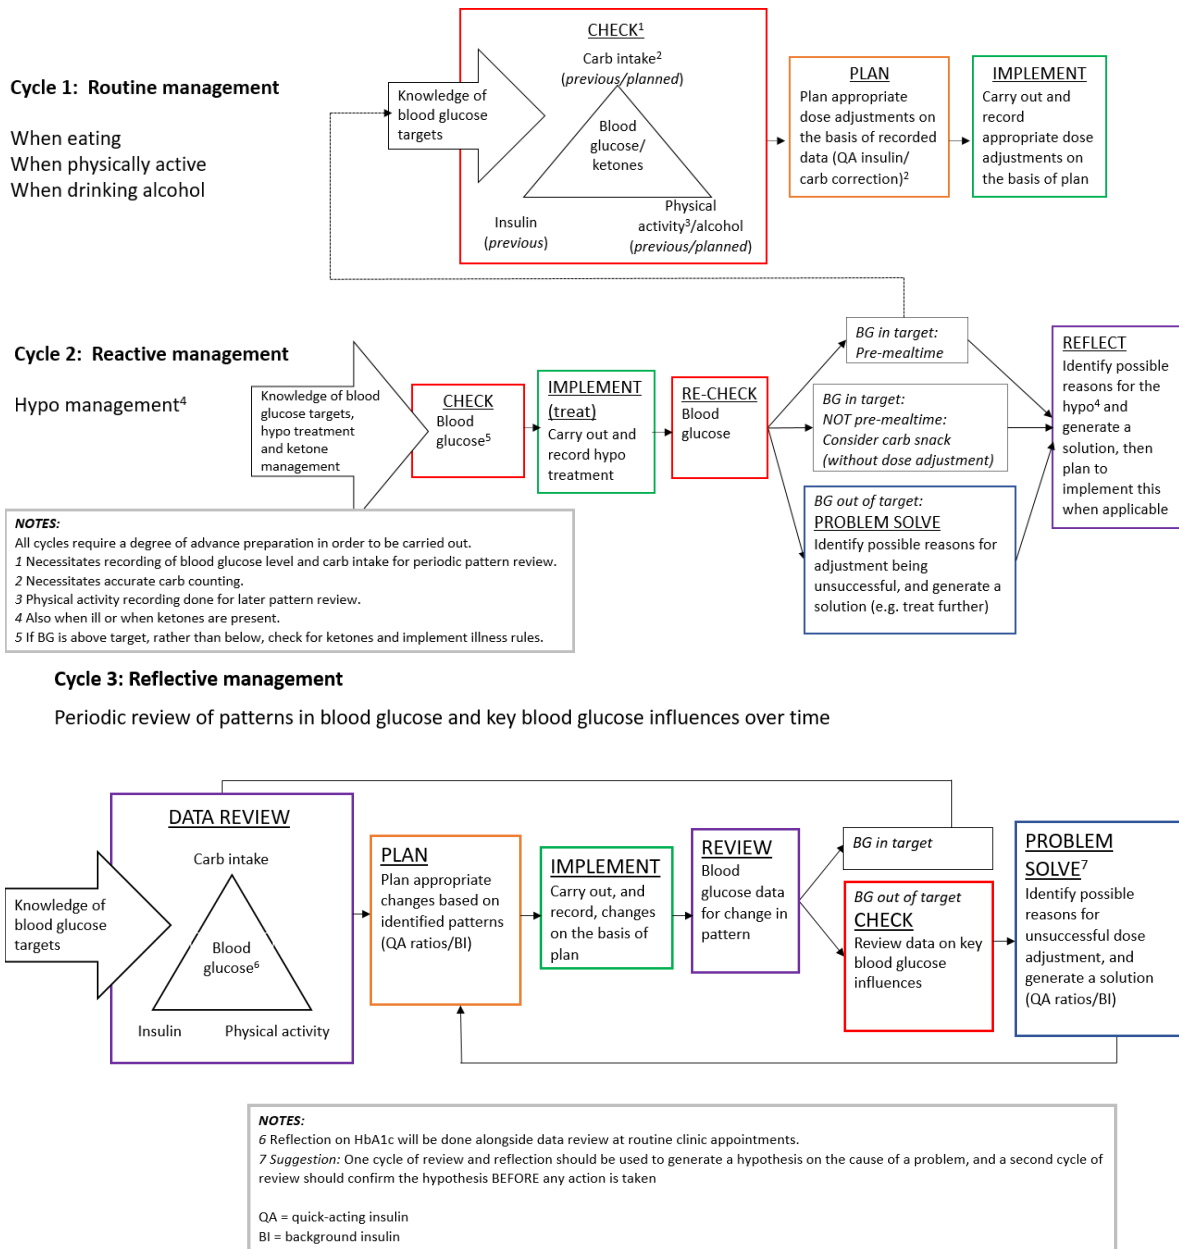 Cycle 1:  Routine management
When eating
When physically active
When drinking alcohol
Knowledge of
blood glucose
targets
CHECK1
Carb intake2
(previous/planned)
Blood
glucose/
ketones
Insulin
(previous)
Physical
activity3/alcohol
(previous/planned)
PLAN
Plan appropriate
dose adjustments on
the basis of recorded
data (QA insulin/
carb correction)2
IMPLEMENT
Carry out and
record
appropriate dose
adjustments on
the basis of plan
Cycle 2:  Reactive management
Hypo management4
Knowledge of blood
glucose targets,
hypo treatment
and ketone
management
CHECK
Blood
glucose5
IMPLEMENT
(treat)
Carry out and
record hypo
treatment
RE-CHECK
Blood
glucose
BG in target:
Pre-mealtime
BG in target:
NOT pre-mealtime:
Consider carb snack
(without dose adjustment)
BG out of target:
PROBLEM SOLVE
Identify possible reasons for
adjustment being
unsuccessful, and generate a
solution (e.g. treat further)
REFLECT
Identify possible
reasons for the
hypo4 and
generate a
solution, then
plan to
implement this
when applicable
NOTES:
All cycles require a degree of advance preparation in order to be carried out.
1 Necessitates recording of blood glucose level and carb intake for periodic pattern review.
2 Necessitates accurate carb counting.
3 Physical activity recording done for later pattern review.
4 Also when ill or when ketones are present.
5 If BG is above target, rather than below, check for ketones and implement illness rules.
Cycle 3: Reflective management
Periodic review of patterns in blood glucose and key blood glucose influences over time
Knowledge of
blood glucose
targets
DATA REVIEW
Carb intake
Blood
glucose6
Insulin
Physical activity
PLAN
Plan appropriate
changes based on
identified patterns
(QA ratios/BI)
IMPLEMENT
Carry out, and
record, changes
on the basis of
plan
REVIEW
Blood
glucose data
for change in
pattern
BG in target
BG out of target
CHECK
Review data on key
blood glucose
influences
PROBLEM
SOLVE7
Identify possible
reasons for
unsuccessful dose
adjustment, and
generate a solution
(QA ratios/BI)
NOTES:
6 Reflection on HbA1c will be done alongside data review at routine clinic appointments.
7 Suggestion: One cycle of review and reflection should be used to generate a hypothesis on the cause of a problem, and a second cycle of
review should confirm the hypothesis BEFORE any action is taken
QA = quick-acting insulin
BI = background insulin